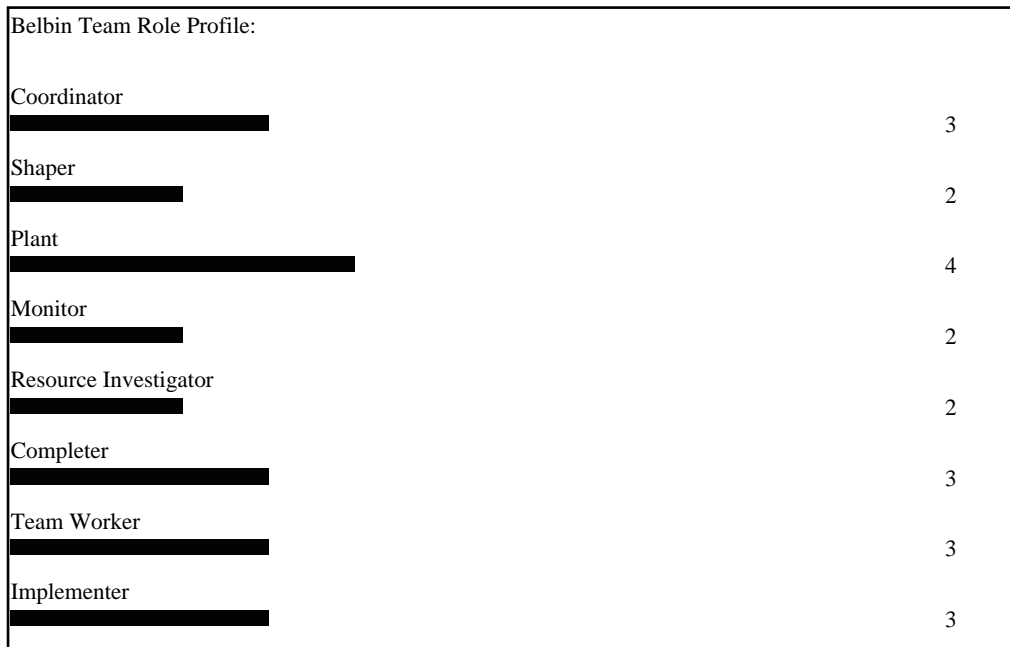 Belbin Team Role Profile:
Coordinator
3
Shaper
2
Plant
4
Monitor
2
Resource Investigator
2
Completer
3
Team Worker
3
Implementer
3